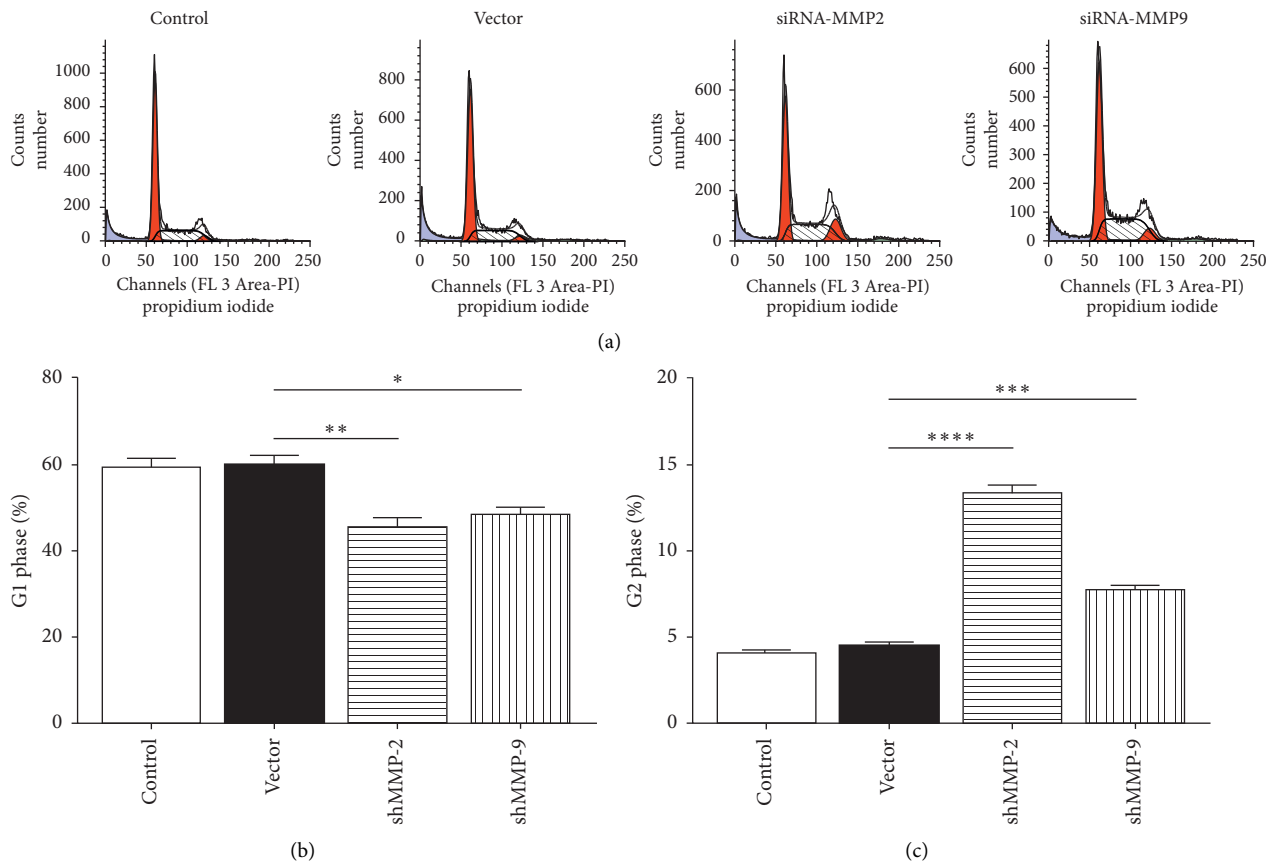 Control
1000
800
600
400
200
0
Counts
number
0 50 100 150 200 250
Channels (FL 3 Area-PI)
propidium iodide
Vector
800
600
400
200
0
Counts
number
0 50 100 150 200 250
Channels (FL 3 Area-PI)
propidium iodide
siRNA-MMP2
600
400
200
0
Counts
number
0 50 100 150 200 250
Channels (FL 3 Area-PI)
propidium iodide
siRNA-MMP9
600
500
400
300
200
100
0
Counts
number
0 50 100 150 200 250
Channels (FL 3 Area-PI)
propidium iodide
(a)
80
60
40
20
0
G1 phase (%)
*
**
Control
Vector
shMMP-2
shMMP-9
(b)
20
15
10
5
0
G2 phase (%)
***
****
Control
Vector
shMMP-2
shMMP-9
(c)